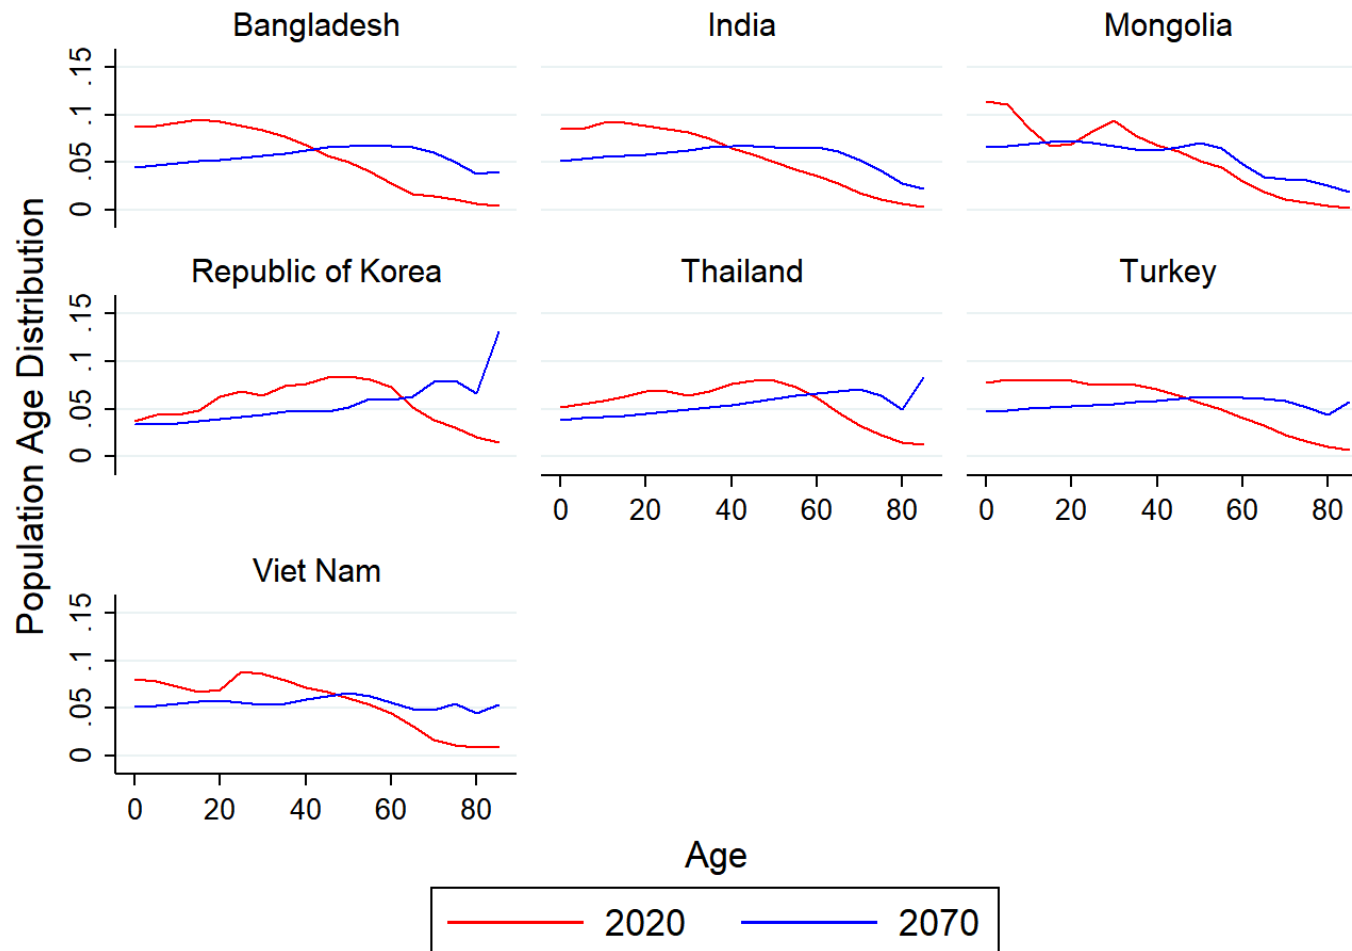 Bangladesh India Mongolia
.15
.1
.05
0
Republic of Korea Thailand Turkey
.15
.1
.05
0
0 20 40 60 80 0 20 40 60 80
Viet Nam
.15
.1
.05
0
0 20 40 60 80
Population Age Distribution
Age
2020 2070